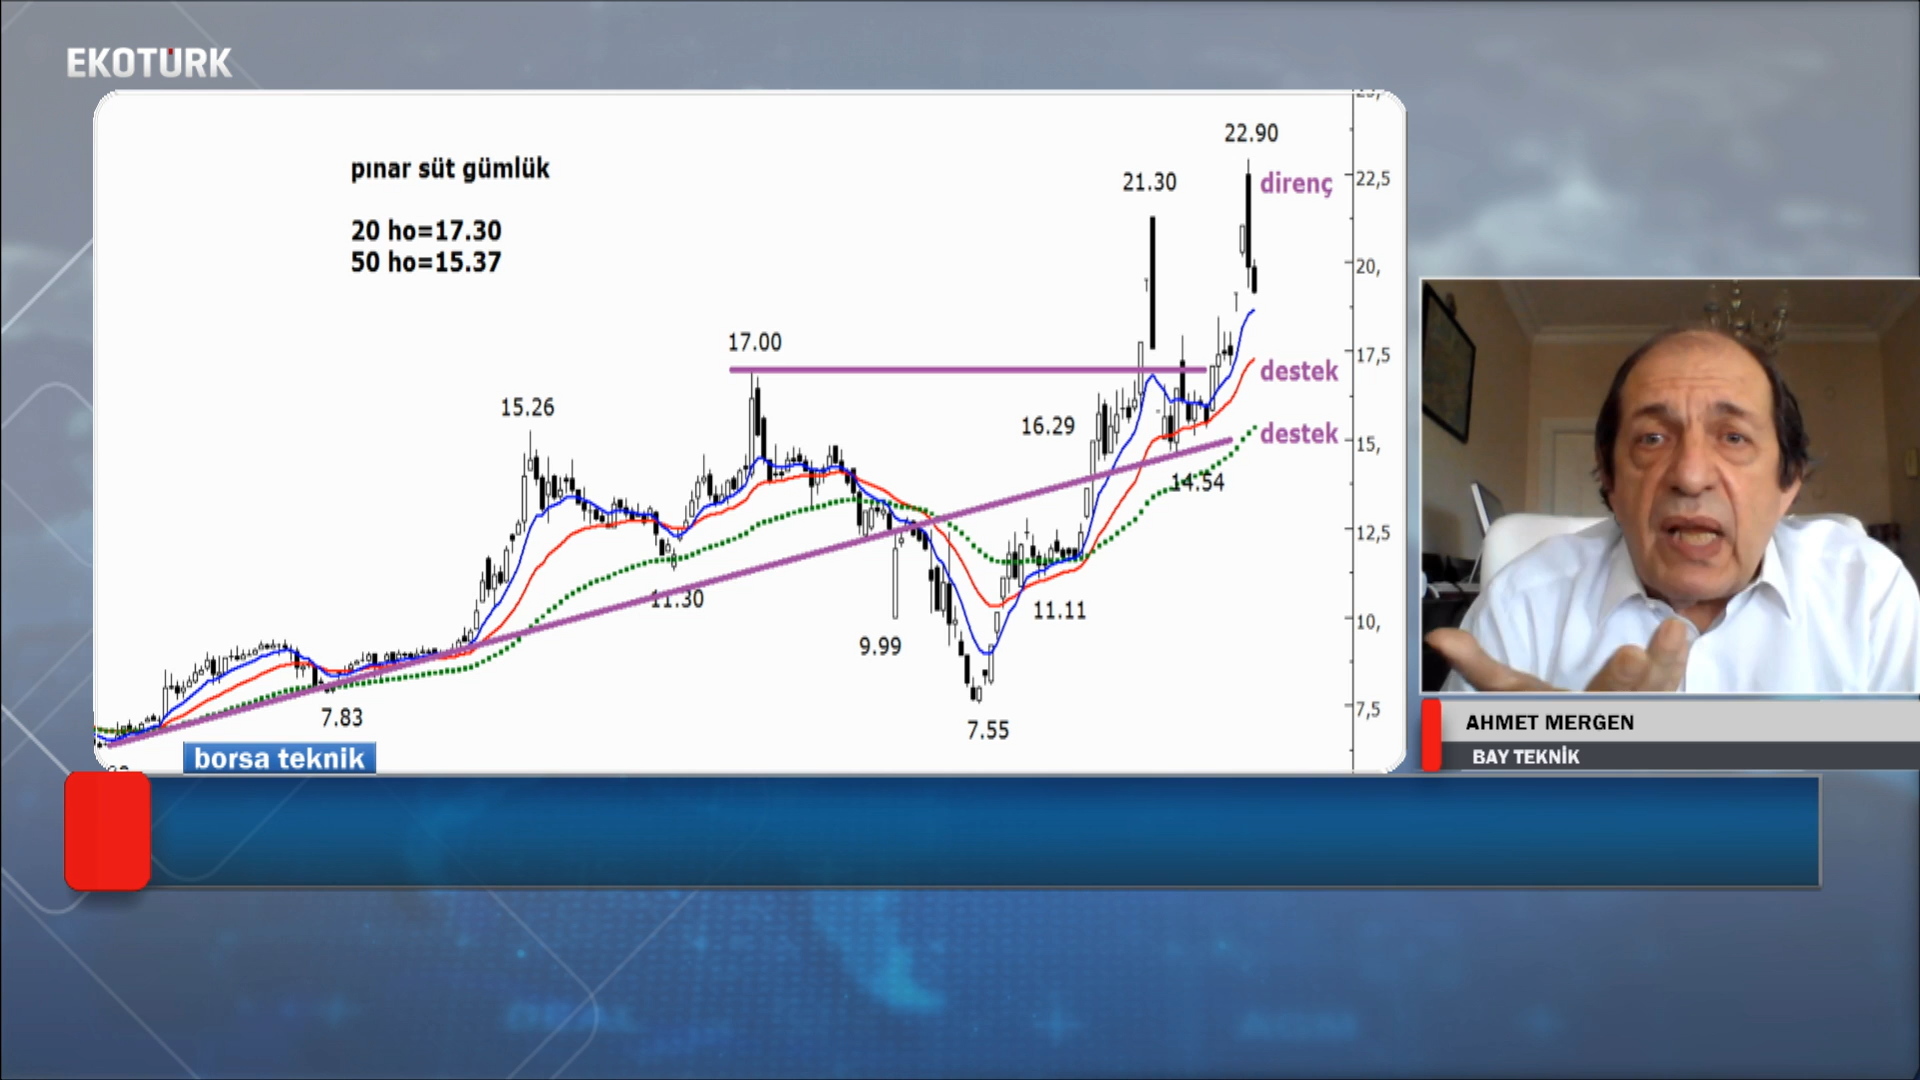 EKOTÜRK
pınar süt gümlük
20 ho=17.30
50 ho=15.37
22.90
21.30
direnç
22,5
20,
17.00
17,5
destek
15.26
16.29
destek
15,
14.54
12,5
11.30
11.11
10,
9.99
7.83
7.55
7,5
borsa teknik
AHMET MERGEN
BAY TEKNİK